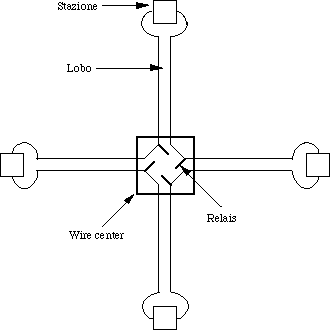 Stazione
Lobo
Relais
Wire center